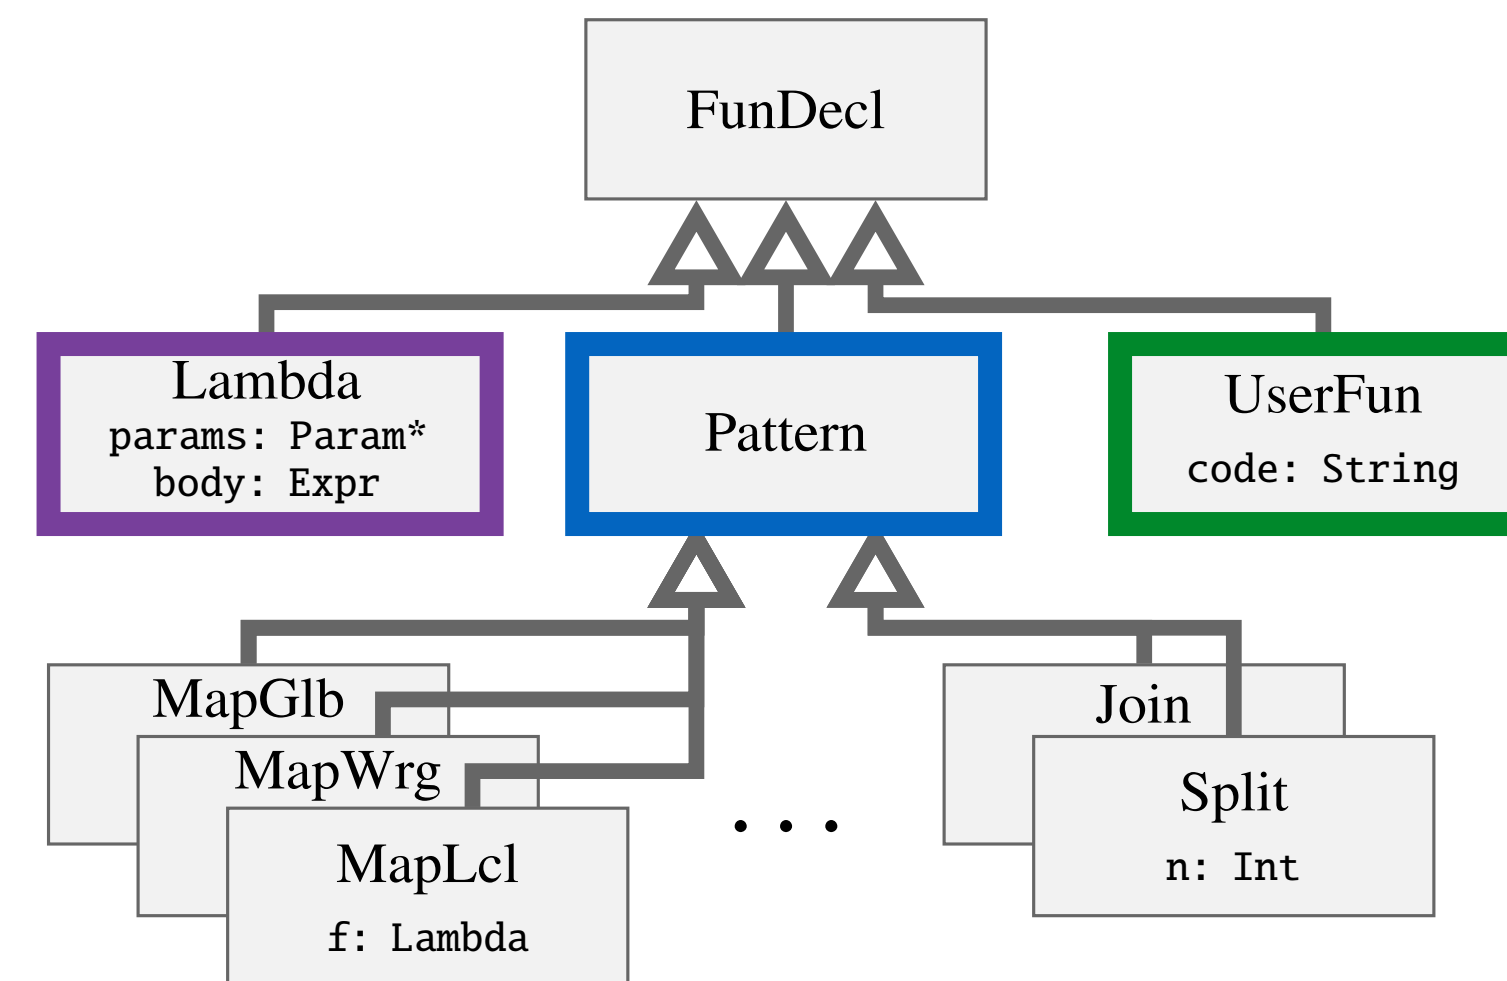 FunDecl
Lambda
params: Param*
body: Expr
Pattern
UserFun
code: String
MapGlb
MapWrg
MapLcl
f: Lambda
. . .
Join
Split
n: Int